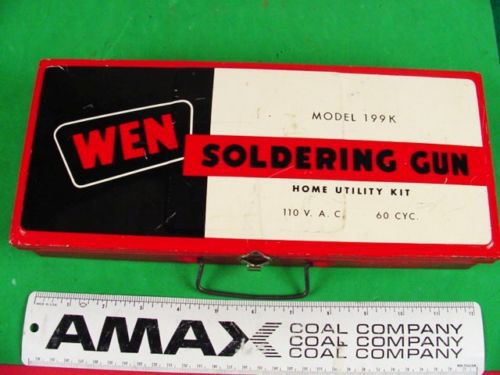 MODEL 199K
WEN
SOLDERING GUN
HOME UTILITY KIT
110 V. A. C. 60 CYC.
AMAX COAL COMPANY
COAL COMPANY
COAL COMPANY